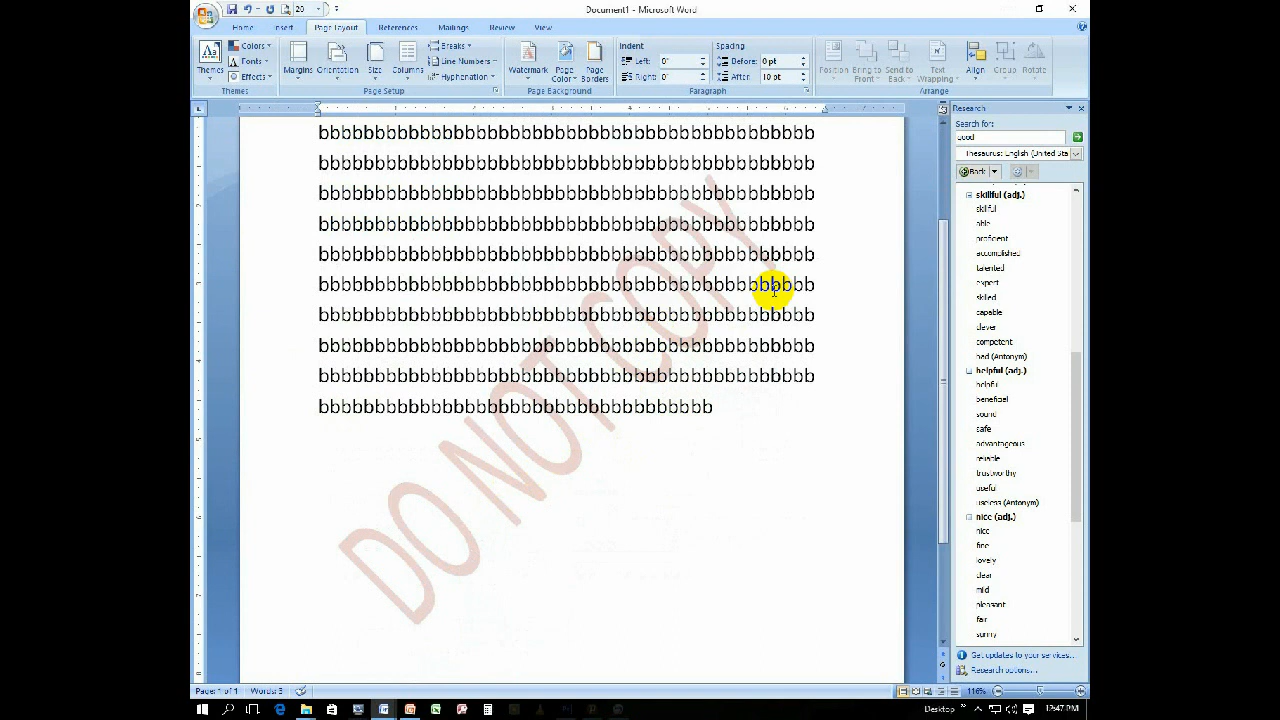 20
Document1 - Microsoft Word
Home Insert Page Layout References Mailings Review View
Themes
Colors
Fonts
Effects
Themes
Margins Orientation Size Columns
Breaks
Line Numbers
Hyphenation
Page Setup
Watermark Page Color Page Borders
Page Background
Indent
Left: 0"
Right: 0"
Spacing
Before: 0 pt
After: 10 pt
Paragraph
Position Bring to Front Send to Back Text Wrapping Align Group Rotate
Arrange
bbbbbbbbbbbbbbbbbbbbbbbbbbbbbbbbbbbbbbbbbbbb
bbbbbbbbbbbbbbbbbbbbbbbbbbbbbbbbbbbbbbbbbbbb
bbbbbbbbbbbbbbbbbbbbbbbbbbbbbbbbbbbbbbbbbbbb
bbbbbbbbbbbbbbbbbbbbbbbbbbbbbbbbbbbbbbbbbbbb
bbbbbbbbbbbbbbbbbbbbbbbbbbbbbbbbbbbbbbbbbbbb
bbbbbbbbbbbbbbbbbbbbbbbbbbbbbbbbbbbbbbbbbbbb
bbbbbbbbbbbbbbbbbbbbbbbbbbbbbbbbbbbbbbbbbbbb
bbbbbbbbbbbbbbbbbbbbbbbbbbbbbbbbbbbbbbbbbbbb
bbbbbbbbbbbbbbbbbbbbbbbbbbbbbbbbbbbbbbbbbbbb
bbbbbbbbbbbbbbbbbbbbbbbbbbbbbbbbbbb
DO NOT COPY
Research
Search for:
good
Thesaurus: English (United Sta
Back
skillful (adj.)
skillful
able
proficient
accomplished
talented
expert
skilled
capable
clever
competent
bad (Antonym)
helpful (adj.)
helpful
beneficial
sound
safe
advantageous
reliable
trustworthy
useful
useless (Antonym)
nice (adj.)
nice
fine
lovely
clear
mild
pleasant
fair
sunny
Get updates to your services...
Research options...
Page: 1 of 1 Words: 3
116%
Desktop
12:47 PM